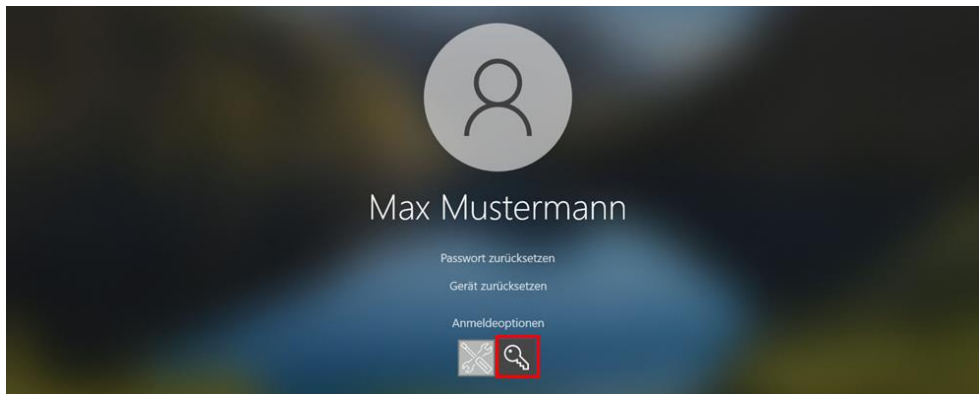 Max Mustermann
Passwort zurücksetzen
Gerät zurücksetzen
Anmeldeoptionen